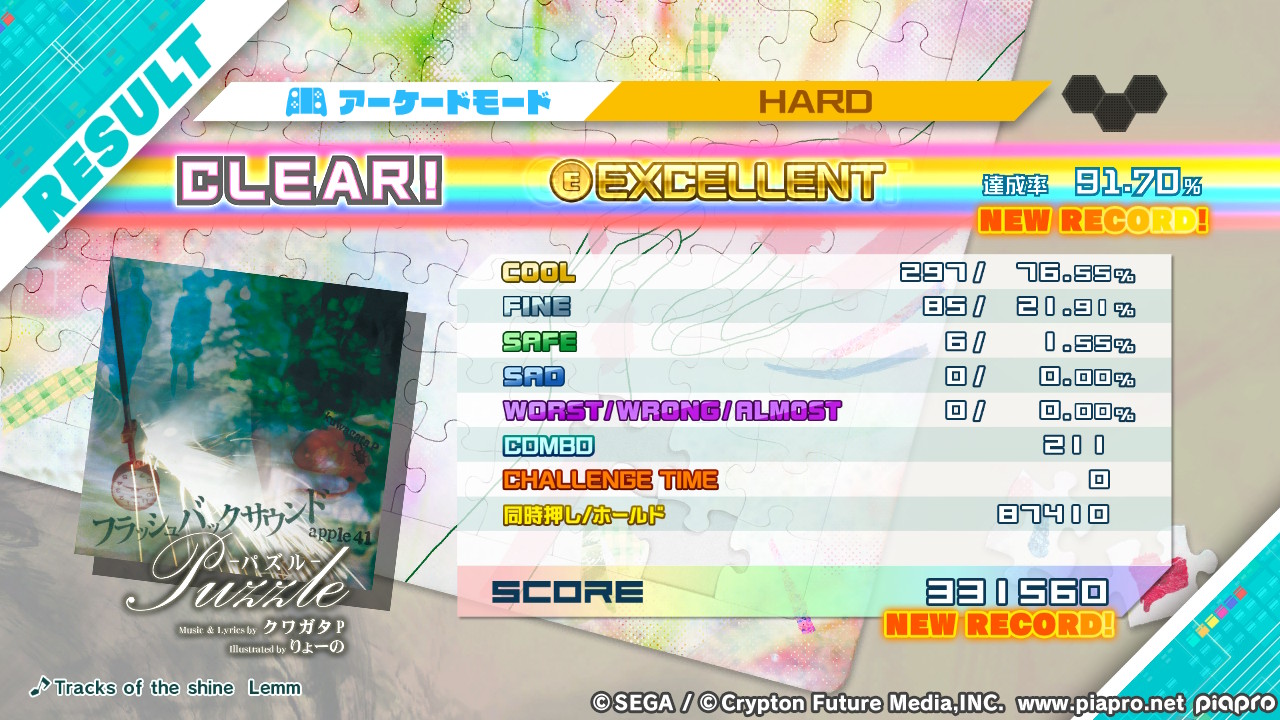 RESULT
アーケードモード HARD
CLEAR! E EXCELLENT 達成率 91.70%
NEW RECORD!
COOL 297/ 76.55%
FINE 85/ 21.91%
SAFE 6/ 1.55%
SAD 0/ 0.00%
WORST/WRONG/ALMOST 0/ 0.00%
COMBO 211
CHALLENGE TIME 0
同時押し/ホールド 87410
SCORE 331560
NEW RECORD!
フラッシュバックサウンド
apple41
-パズル-
Puzzle
Music & Lyrics by クワガタP
Illustrated by りょーの
♪Tracks of the shine Lemm
©SEGA / ©Crypton Future Media,INC. www.piapro.net piapro